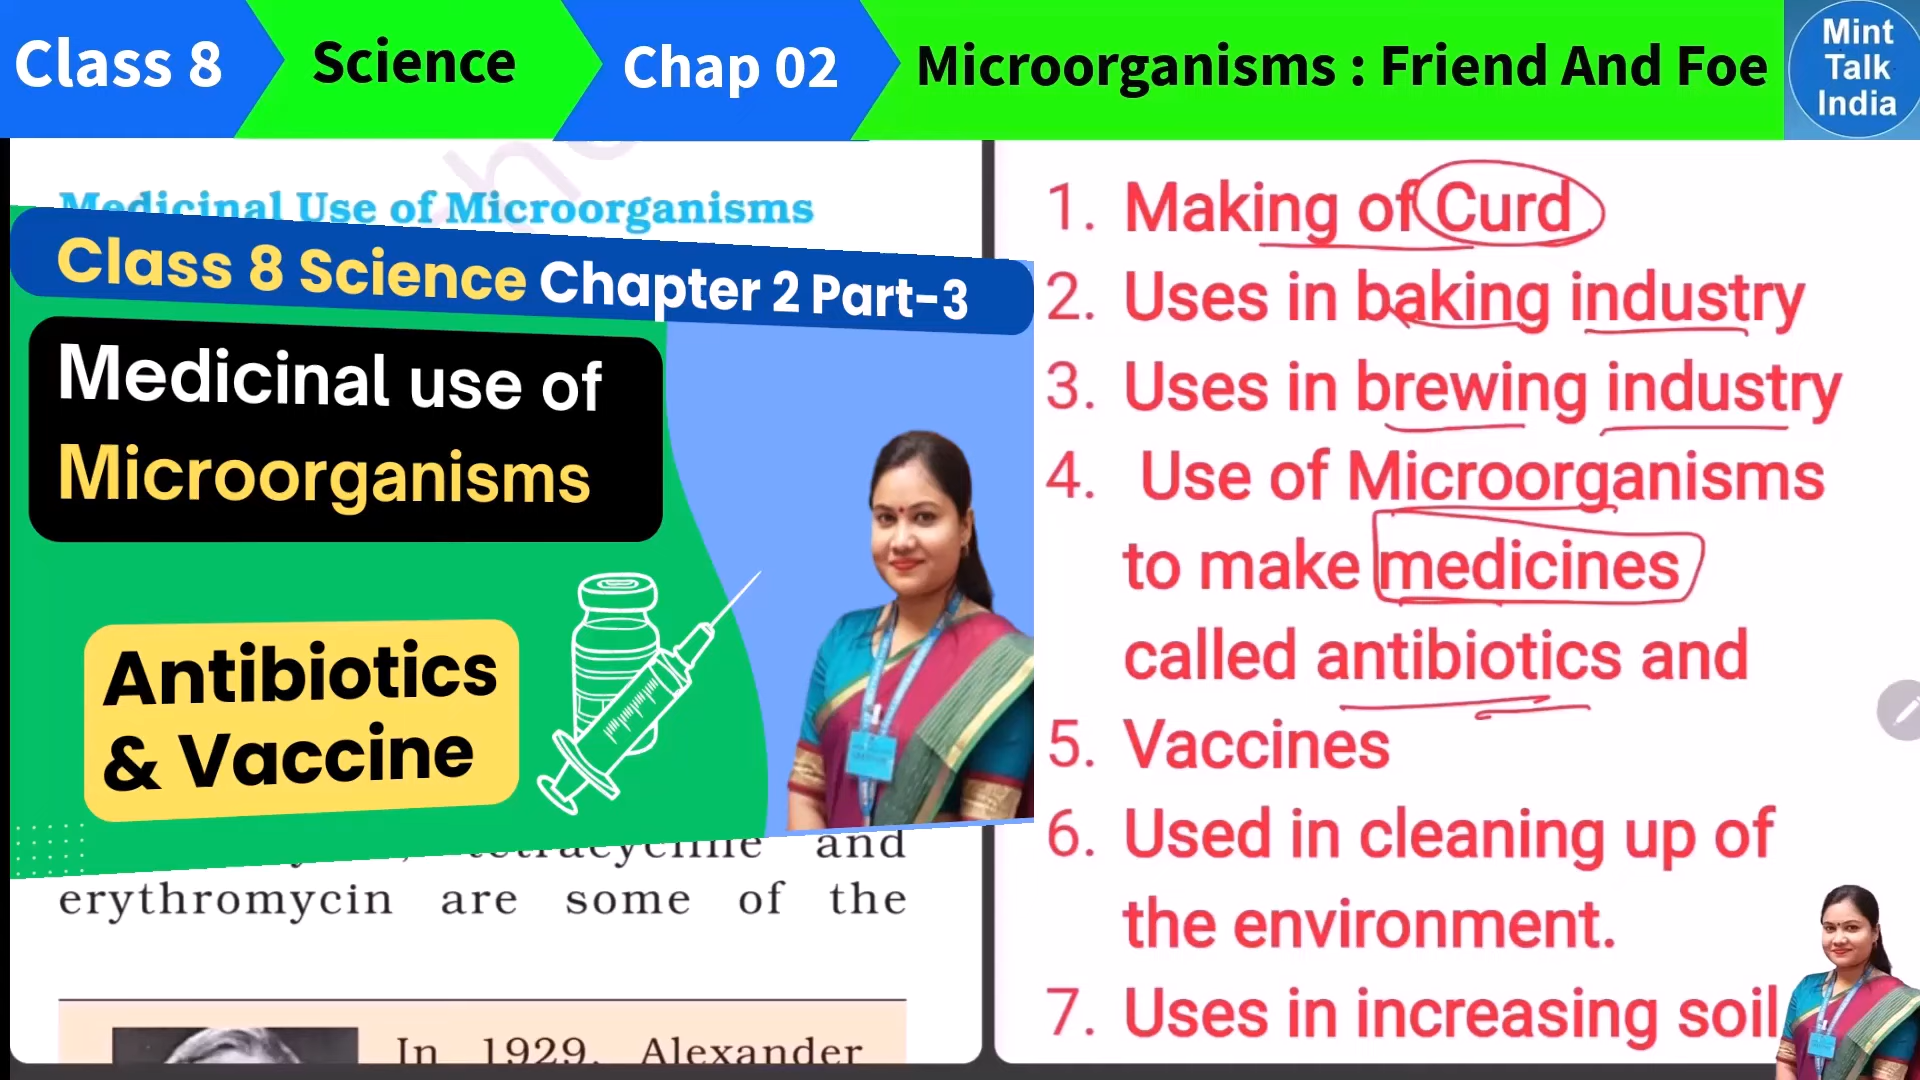 Class 8
Science
Chap 02
Microorganisms : Friend And Foe
Mint
Talk
India
Medicinal Use of Microorganisms
Class 8 Science Chapter 2 Part-3
Medicinal use of
Microorganisms
Antibiotics
& Vaccine
tetracycline and
erythromycin are some of the
In 1929, Alexander
1. Making of Curd
2. Uses in baking industry
3. Uses in brewing industry
4. Use of Microorganisms
to make medicines
called antibiotics and
5. Vaccines
6. Used in cleaning up of
the environment.
7. Uses in increasing soil